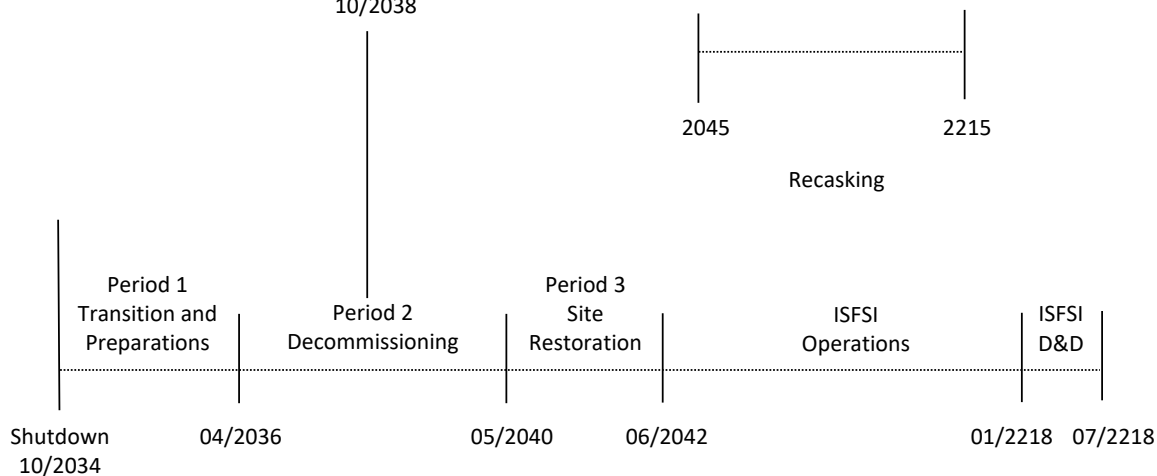 10/2038
2045 2215
Recasking
Period 1
Transition and
Preparations
Period 2
Decommissioning
Period 3
Site
Restoration
ISFSI
Operations
ISFSI
D&D
Shutdown
10/2034
04/2036
05/2040
06/2042
01/2218
07/2218